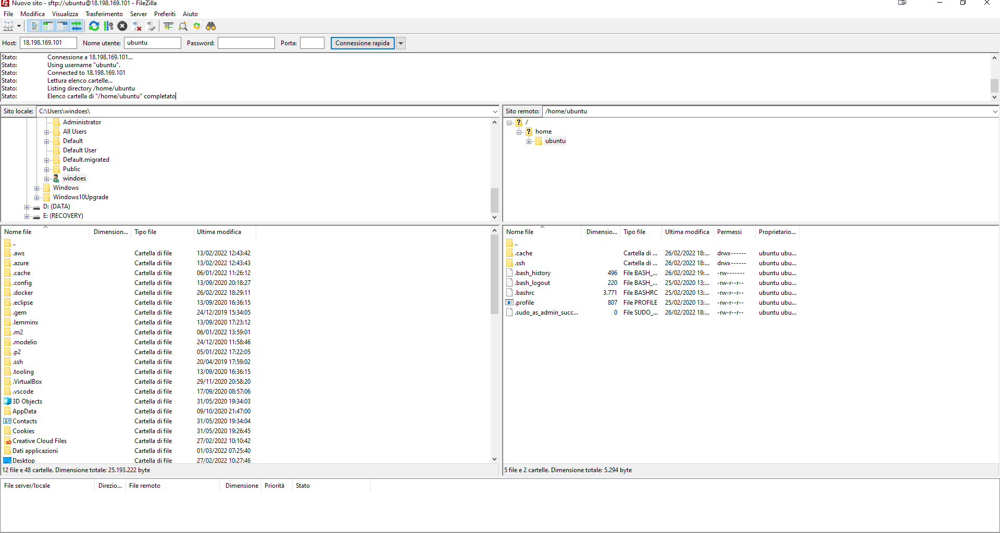 Nuovo sito - sftp://ubuntu@18.198.169.101 - FileZilla
File Modifica Visualizza Trasferimento Server Preferiti Aiuto
Host: 18.198.169.101 Nome utente: ubuntu Password: Porta: Connessione rapida
Stato: Connessione a 18.198.169.101...
Stato: Using username "ubuntu".
Stato: Connected to 18.198.169.101
Stato: Lettura elenco cartelle...
Stato: Listing directory /home/ubuntu
Stato: Elenco cartella di "/home/ubuntu" completato
Sito locale: C:\Users\windoes\
Administrator
All Users
Default
Default User
Default.migrated
Public
windoes
Windows
Windows10Upgrade
D: (DATA)
E: (RECOVERY)
Sito remoto: /home/ubuntu
/
home
ubuntu
Nome file Dimension... Tipo file Ultima modifica
..
.aws Cartella di file 13/02/2022 12:43:42
.azure Cartella di file 13/02/2022 12:43:43
.cache Cartella di file 06/01/2022 11:26:12
.config Cartella di file 13/09/2020 20:18:27
.docker Cartella di file 26/02/2022 18:29:11
.eclipse Cartella di file 13/09/2020 16:36:15
.gem Cartella di file 24/12/2019 15:34:05
.lemminx Cartella di file 13/09/2020 17:23:12
.m2 Cartella di file 06/01/2022 13:59:01
.modelio Cartella di file 24/12/2020 11:58:46
.p2 Cartella di file 05/01/2022 17:22:05
.ssh Cartella di file 20/04/2019 17:59:02
.tooling Cartella di file 13/09/2020 16:36:15
.VirtualBox Cartella di file 29/11/2020 20:58:20
.vscode Cartella di file 17/09/2020 08:57:06
3D Objects Cartella di file 31/05/2020 19:34:03
AppData Cartella di file 09/10/2020 21:47:00
Contacts Cartella di file 31/05/2020 19:34:04
Cookies Cartella di file 31/05/2020 19:26:45
Creative Cloud Files Cartella di file 27/02/2022 10:10:42
Dati applicazioni Cartella di file 01/03/2022 07:25:40
Desktop Cartella di file 27/02/2022 10:27:46
12 file e 48 cartelle. Dimensione totale: 25.193.222 byte
Nome file Dimensio... Tipo file Ultima modifica Permessi Proprietario...
..
.cache Cartella di ... 26/02/2022 18:... drwx------ ubuntu ubu...
.ssh Cartella di ... 26/02/2022 18:... drwx------ ubuntu ubu...
.bash_history 496 File BASH_... 26/02/2022 19:... -rw------- ubuntu ubu...
.bash_logout 220 File BASH_... 25/02/2020 13:... -rw-r--r-- ubuntu ubu...
.bashrc 3.771 File BASHRC 25/02/2020 13:... -rw-r--r-- ubuntu ubu...
.profile 807 File PROFILE 25/02/2020 13:... -rw-r--r-- ubuntu ubu...
.sudo_as_admin_succ... 0 File SUDO_... 26/02/2022 18:... -rw-r--r-- ubuntu ubu...
5 file e 2 cartelle. Dimensione totale: 5.294 byte
File server/locale Direzio... File remoto Dimensione Priorità Stato